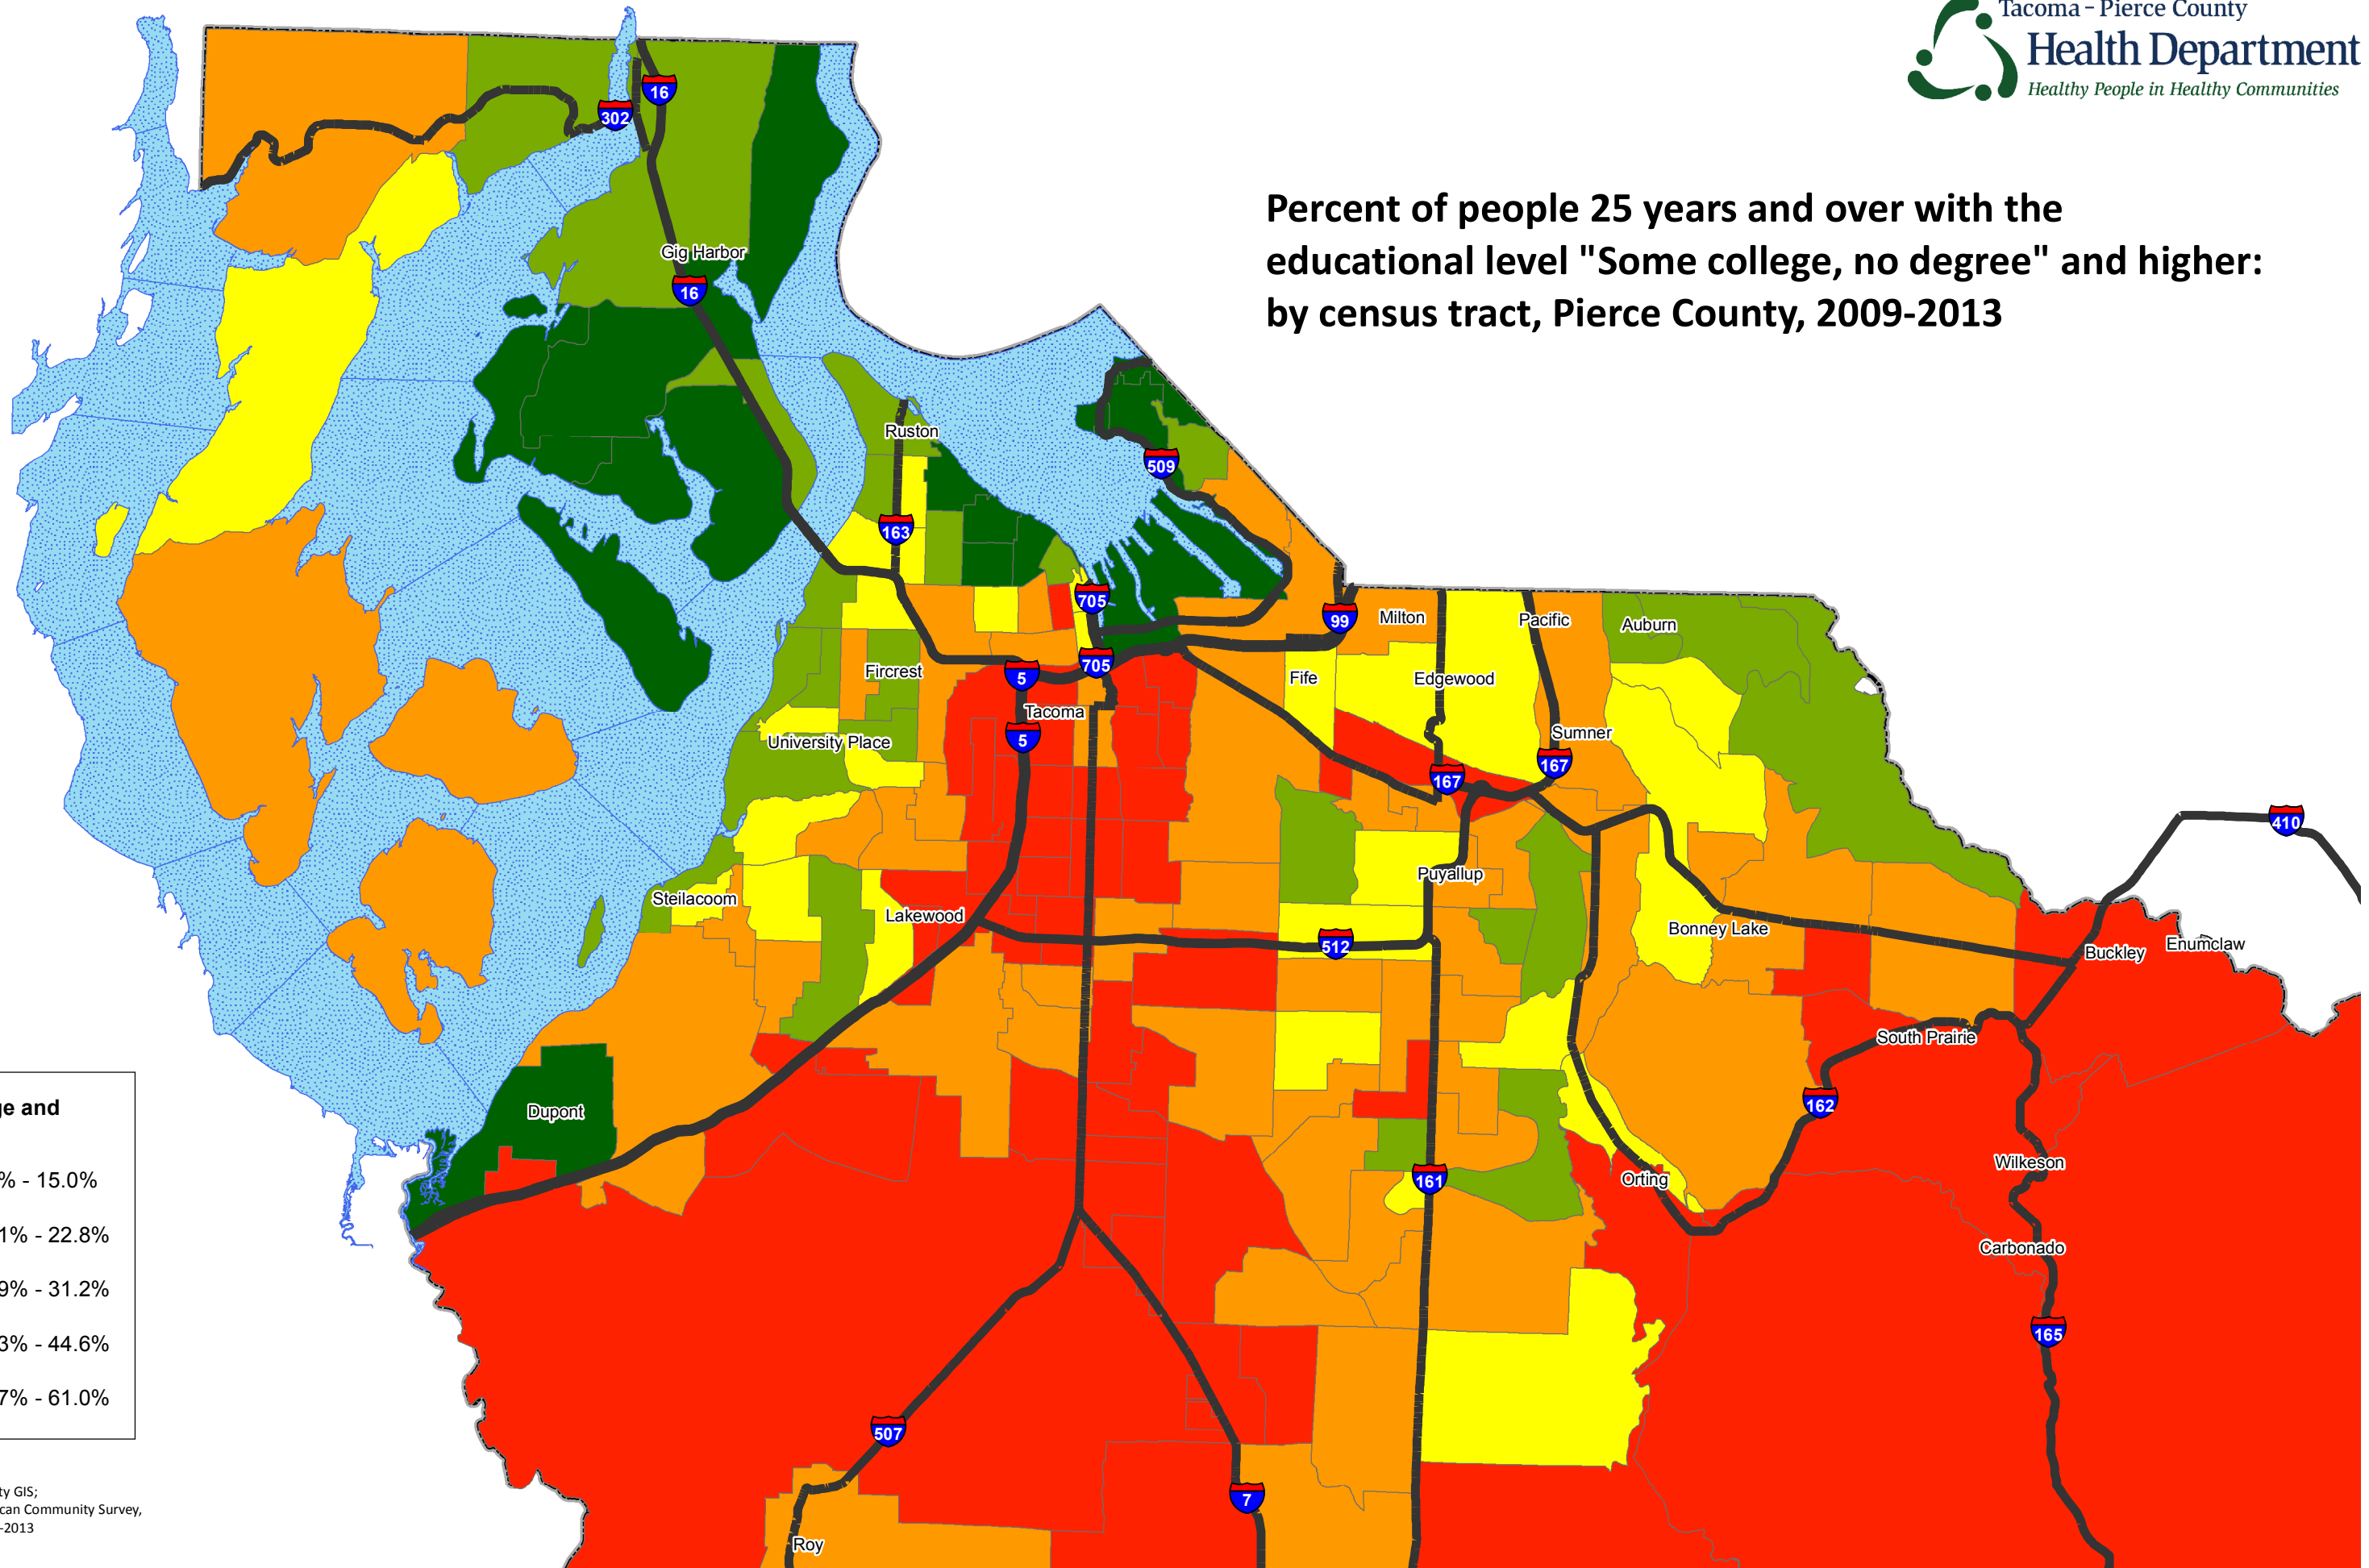 Tacoma - Pierce County
Health Department
Healthy People in Healthy Communities
Percent of people 25 years and over with the
educational level "Some college, no degree" and higher:
by census tract, Pierce County, 2009-2013
16
302
Gig Harbor
16
Ruston
509
163
705
99
Milton
Pacific
Auburn
Fircrest
705
5
Fife
Edgewood
Tacoma
5
University Place
Sumner
167
167
410
Puyallup
Steilacoom
Lakewood
512
Bonney Lake
Buckley
Enumclaw
South Prairie
Dupont
162
Wilkeson
161
Orting
Carbonado
165
507
7
Roy
and
% - 15.0%
1% - 22.8%
9% - 31.2%
3% - 44.6%
7% - 61.0%
GIS;
Community Survey,
-2013